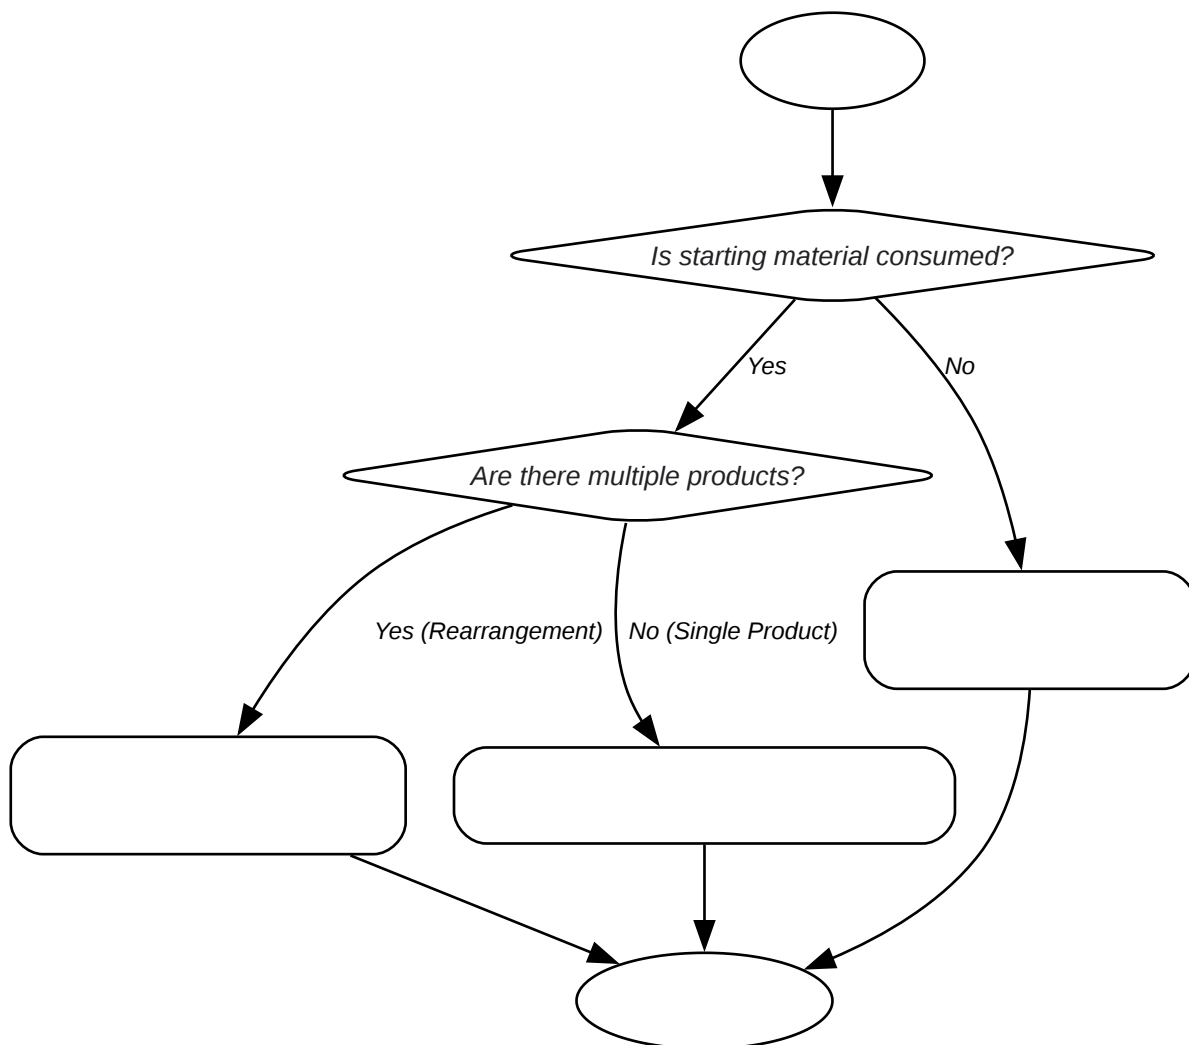 Is starting material consumed?
Yes
No
Are there multiple products?
Yes (Rearrangement)
No (Single Product)